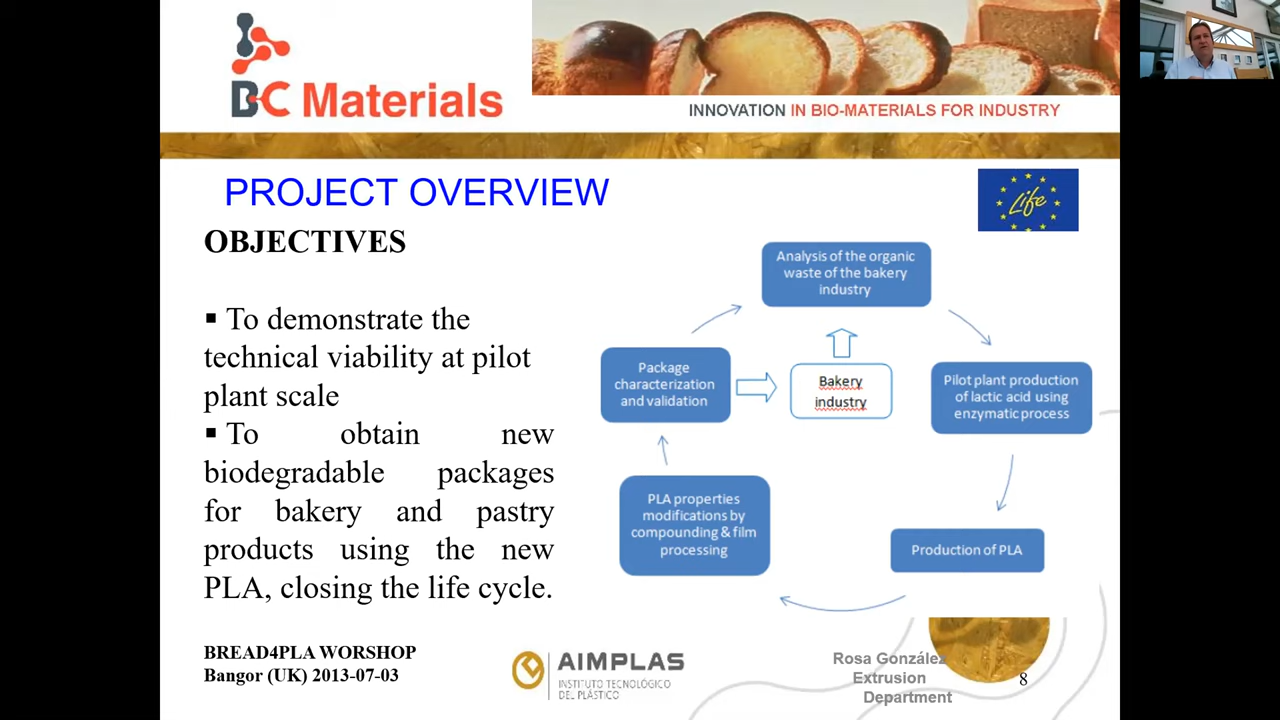 BC Materials
INNOVATION IN BIO-MATERIALS FOR INDUSTRY
PROJECT OVERVIEW
Life
OBJECTIVES
▪ To demonstrate the
technical viability at pilot
plant scale
▪ To obtain new
biodegradable packages
for bakery and pastry
products using the new
PLA, closing the life cycle.
Analysis of the organic
waste of the bakery
industry
Package
characterization
and validation
Bakery
industry
Pilot plant production
of lactic acid using
enzymatic process
PLA properties
modifications by
compounding & film
processing
Production of PLA
BREAD4PLA WORSHOP
Bangor (UK) 2013-07-03
AIMPLAS
INSTITUTO TECNOLÓGICO
DEL PLÁSTICO
Rosa González
Extrusion
Department
8